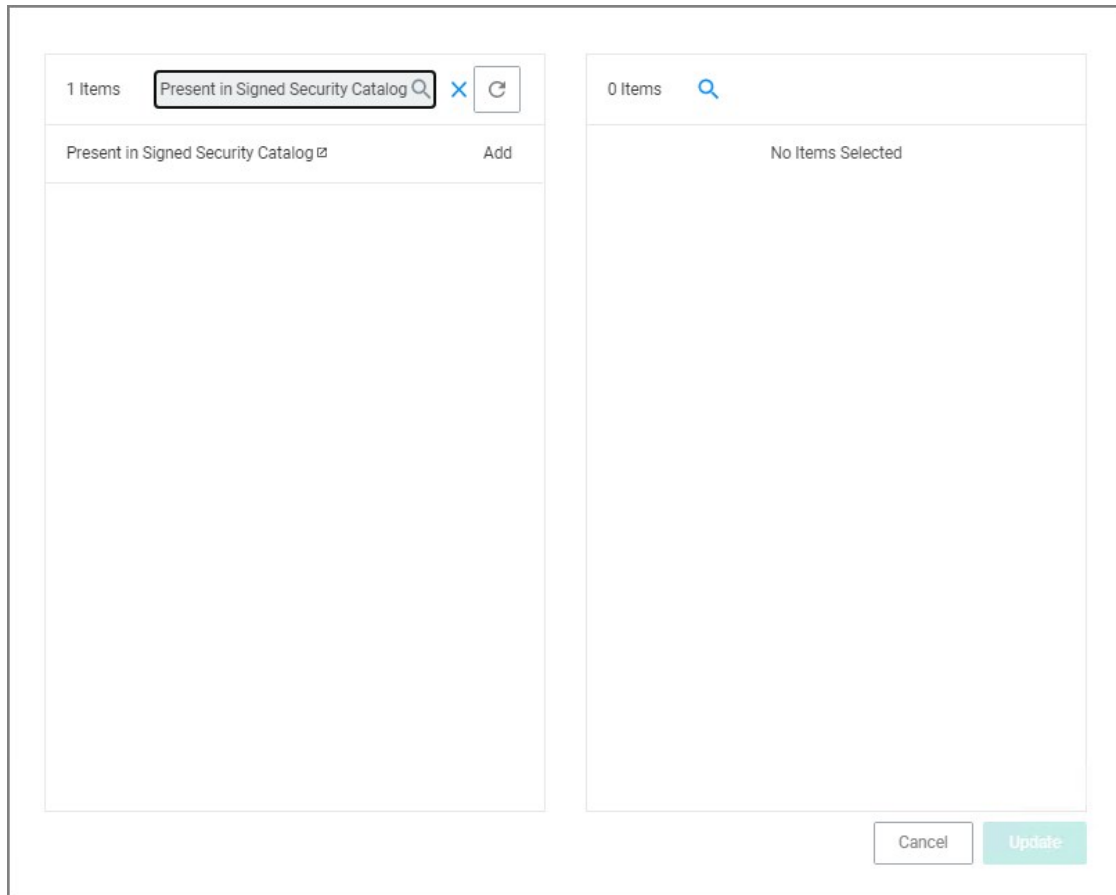 1 Items
Present in Signed Security Catalog
Present in Signed Security Catalog
Add
0 Items
No Items Selected
Cancel
Update